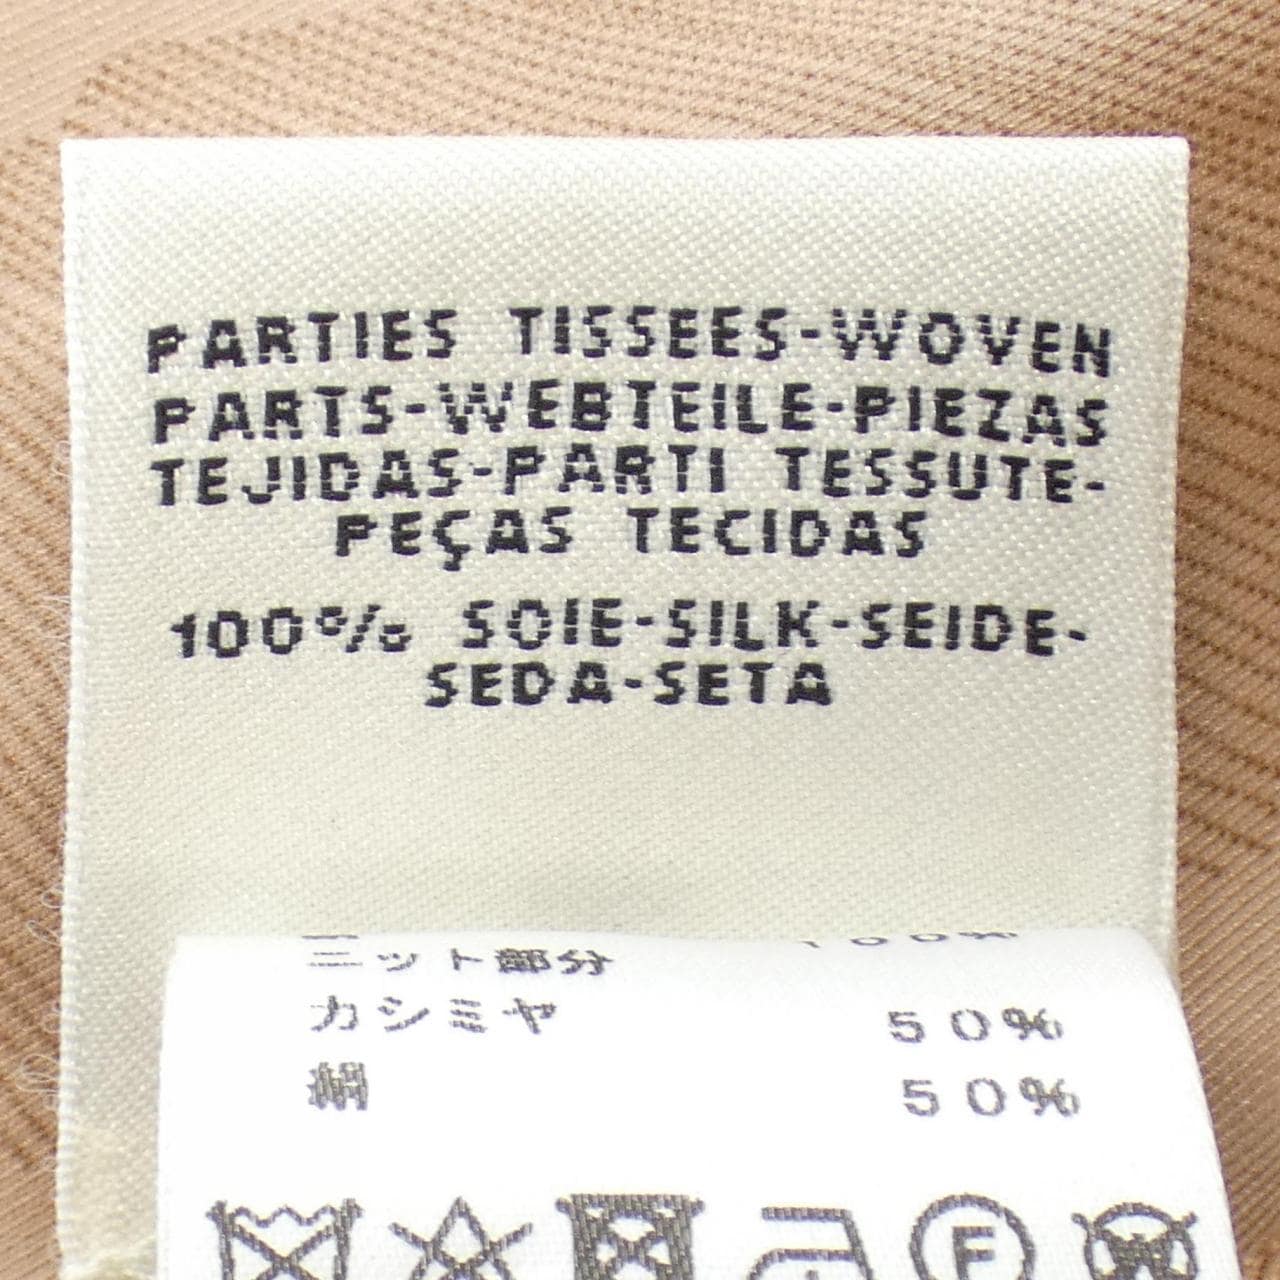 PARTIES TISSEES-WOVEN
PARTS-WEBTEILE-PIEZAS
TEJIDAS-PARTI TESSUTE-
PEÇAS TECIDAS
100% SOIE-SILK-SEIDE-
SEDA-SETA
100%
ニット部分
カシミヤ 50%
絹 50%
F